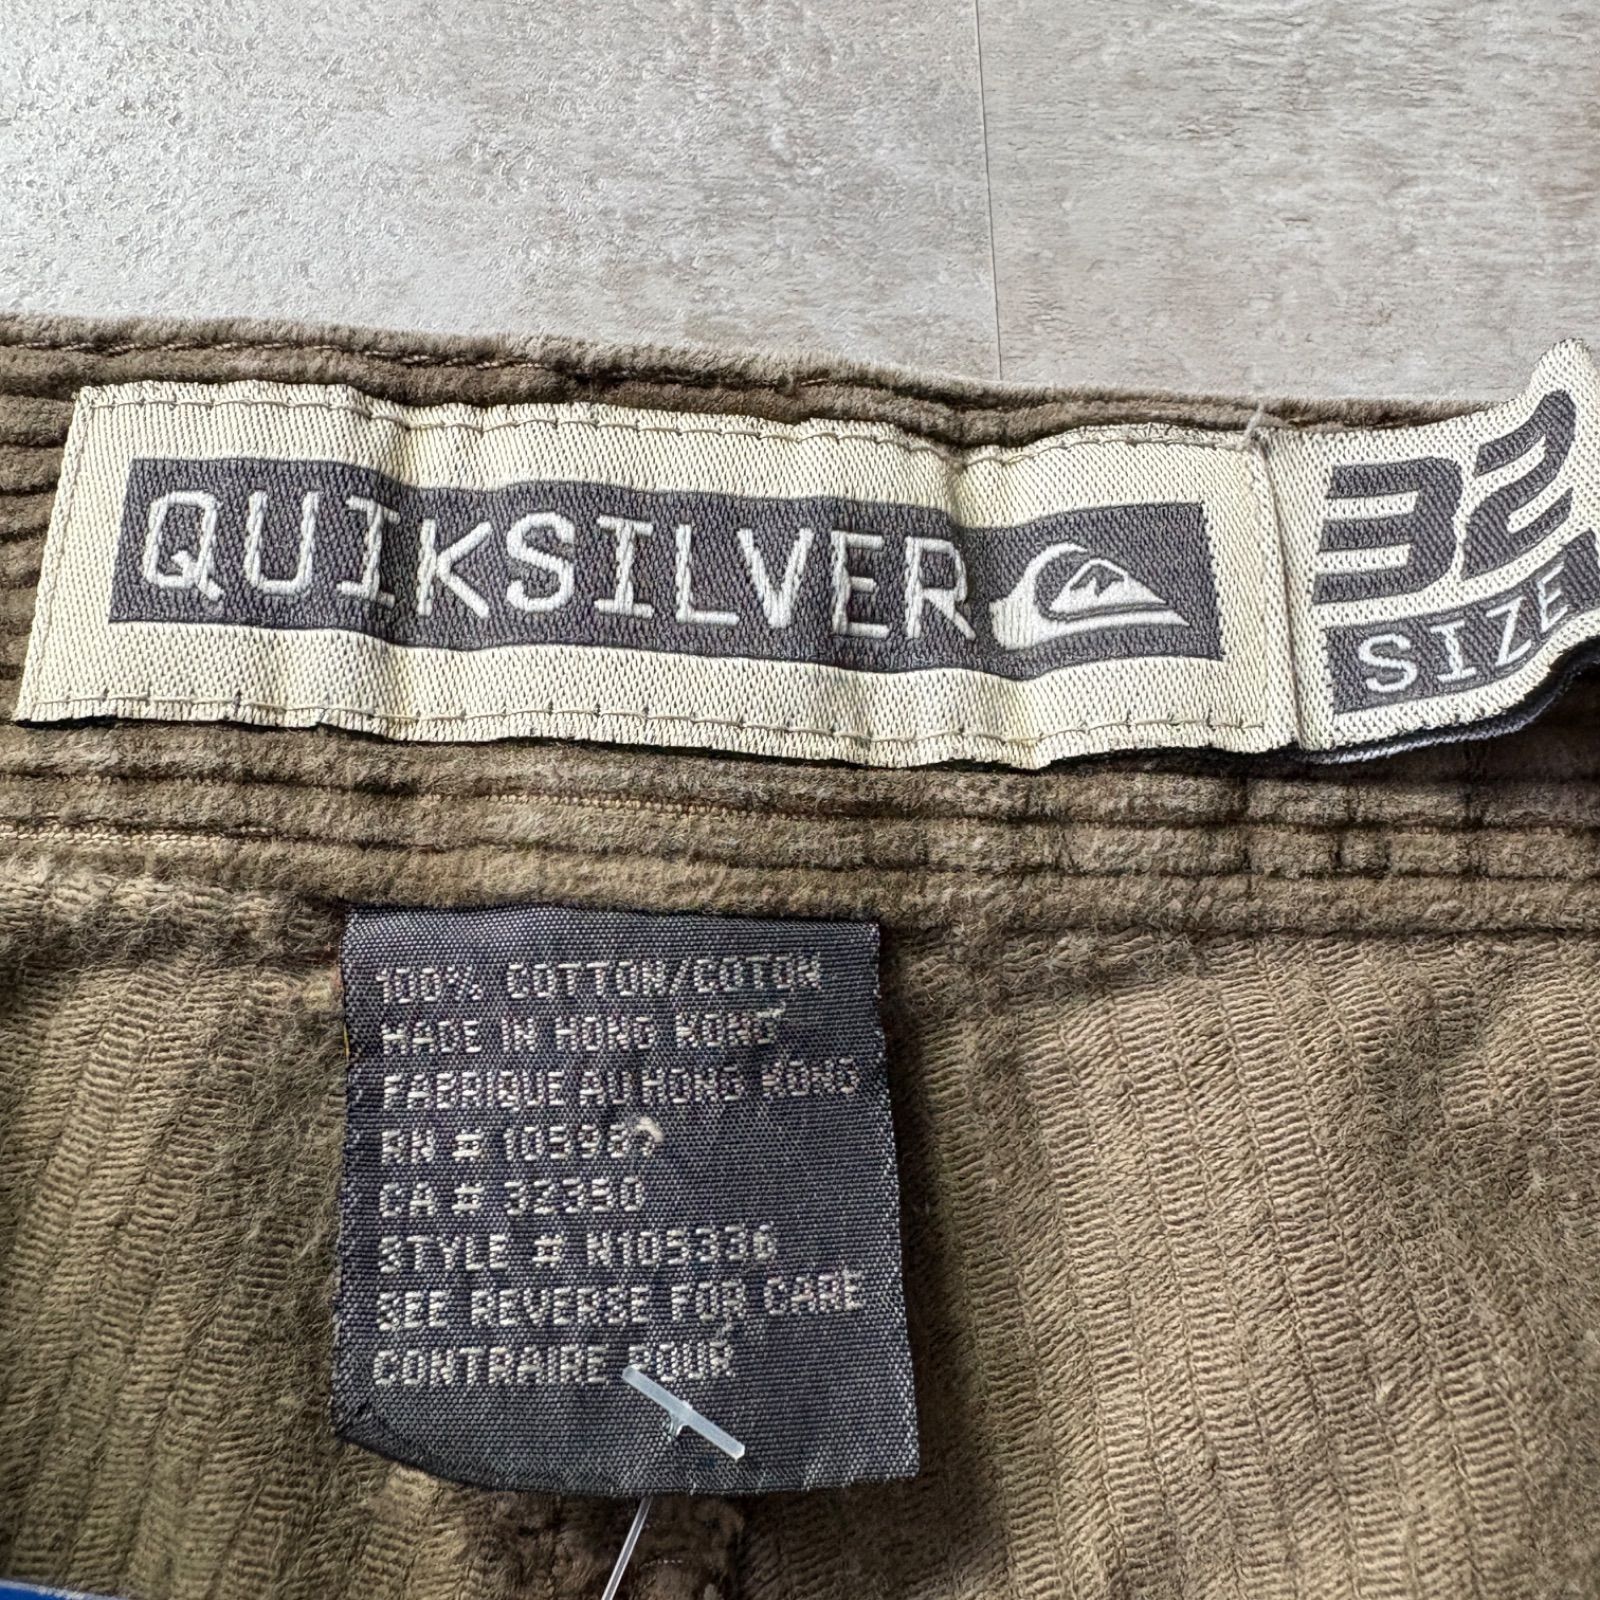 QUIKSILVER
32
SIZE
100% COTTON/COTON
MADE IN HONG KONG
FABRIQUE AU HONG KONG
RN # 105987
CA # 32350
STYLE # N105336
SEE REVERSE FOR CARE
CONTRAIRE POUR